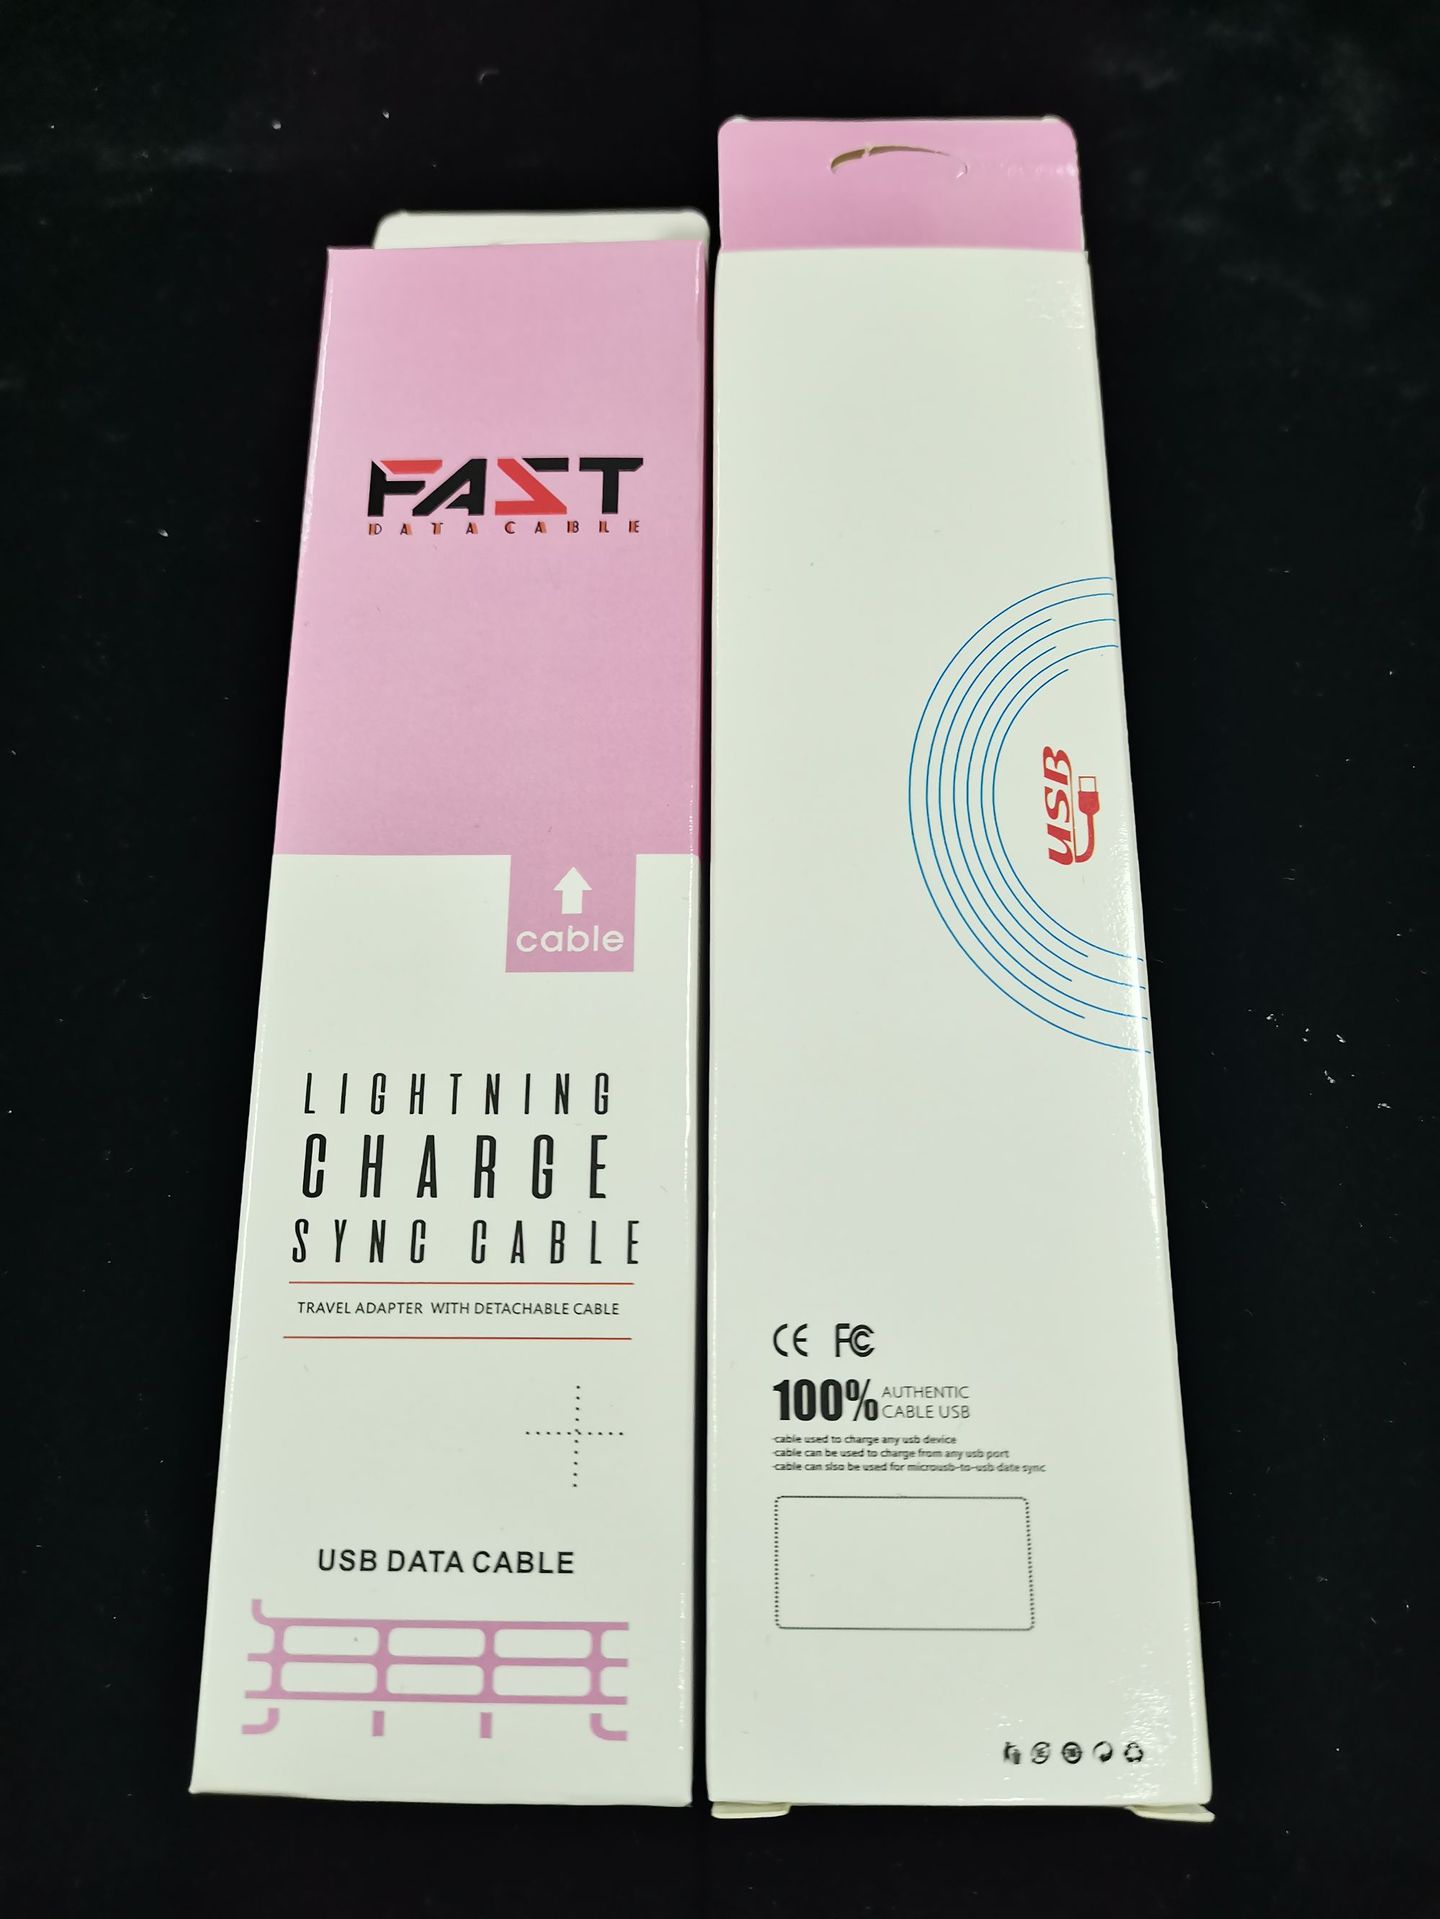 FAST
DATA CABLE
cable
LIGHTNING
CHARGE
SYNC CABLE
TRAVEL ADAPTER WITH DETACHABLE CABLE
USB DATA CABLE
USB
CE FC
100% AUTHENTIC
CABLE USB
·cable used to charge any usb device
·cable can be used to charge from any usb port
·cable can slso be used for microusb-to-usb date sync